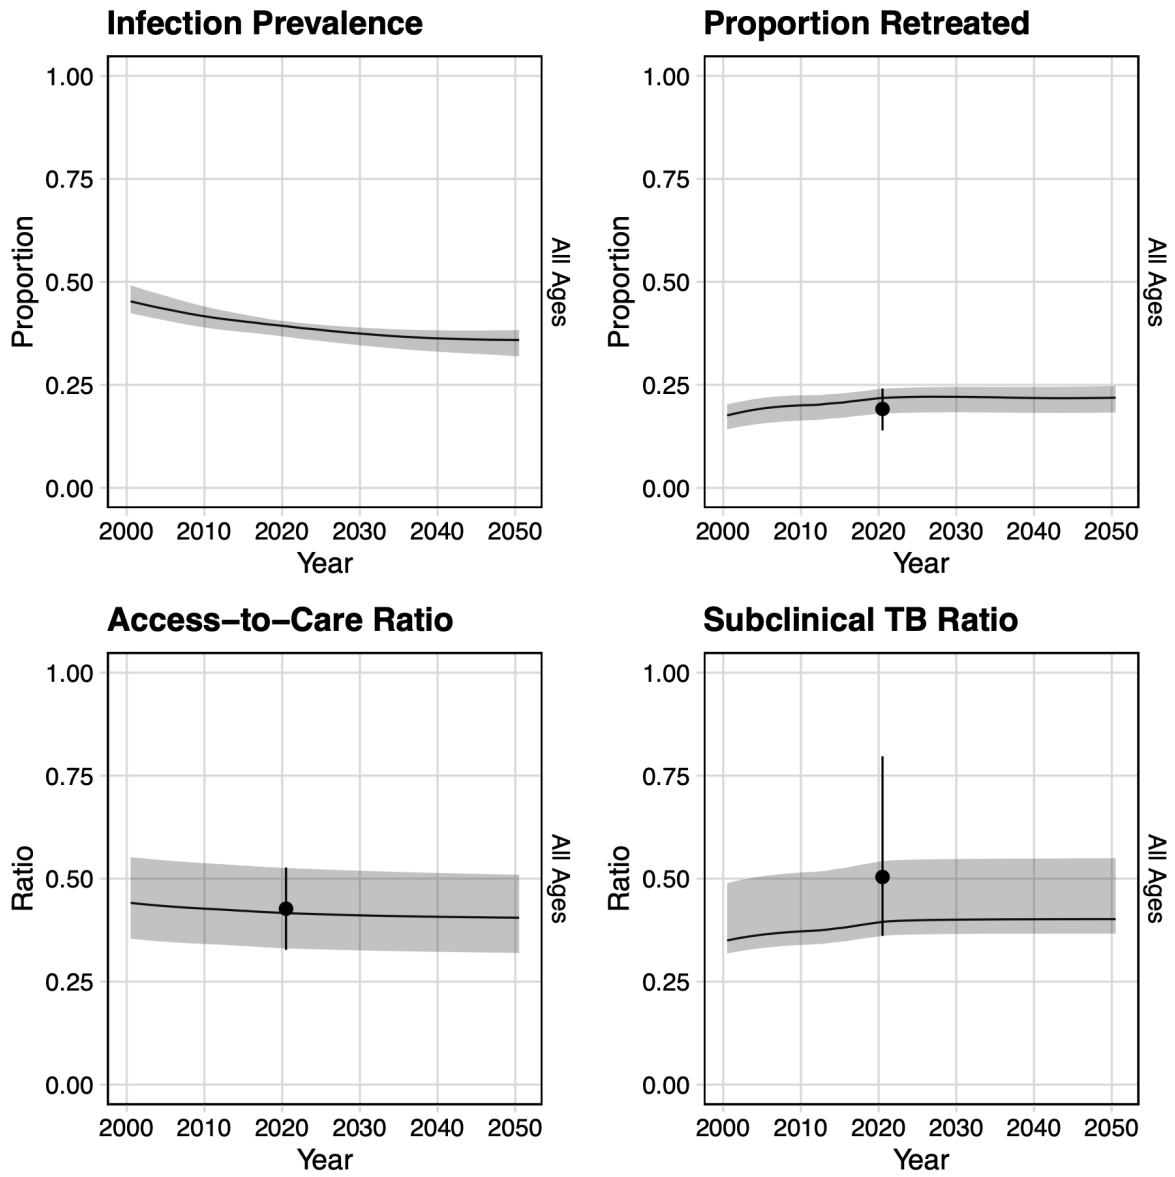 Infection Prevalence
1.00
0.75
0.50
0.25
0.00
Proportion
All Ages
2000 2010 2020 2030 2040 2050
Year
Proportion Retreated
1.00
0.75
0.50
0.25
0.00
Proportion
All Ages
2000 2010 2020 2030 2040 2050
Year
Access−to−Care Ratio
1.00
0.75
0.50
0.25
0.00
Ratio
All Ages
2000 2010 2020 2030 2040 2050
Year
Subclinical TB Ratio
1.00
0.75
0.50
0.25
0.00
Ratio
All Ages
2000 2010 2020 2030 2040 2050
Year